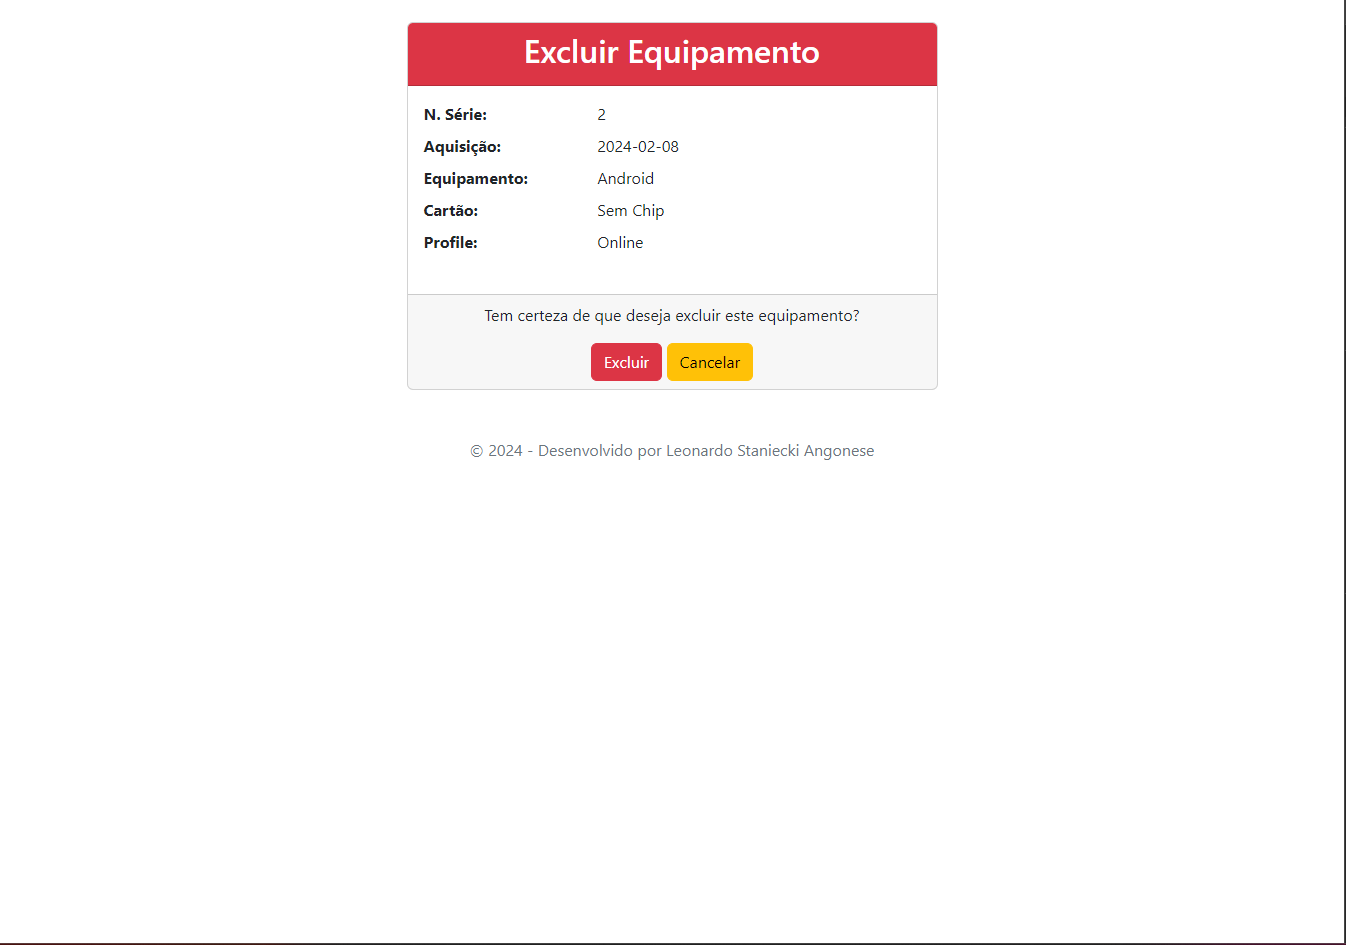 Excluir Equipamento
N. Série: 2
Aquisição: 2024-02-08
Equipamento: Android
Cartão: Sem Chip
Profile: Online
Tem certeza de que deseja excluir este equipamento?
Excluir Cancelar
© 2024 - Desenvolvido por Leonardo Staniecki Angonese